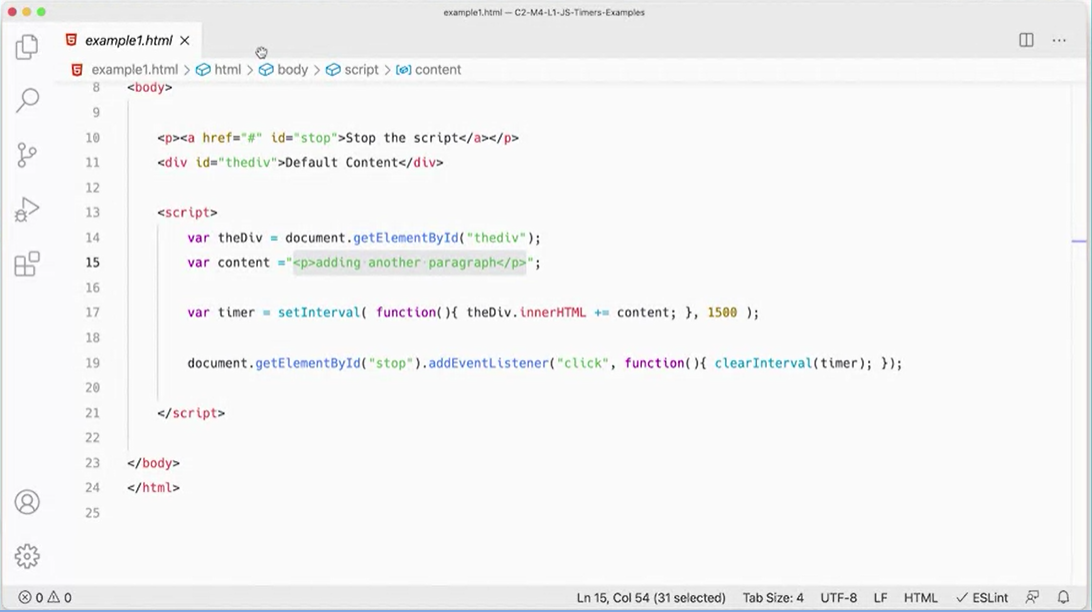 example1.html — C2-M4-L1-JS-Timers-Examples
example1.html
example1.html > html > body > script > content
8 <body>
9
10 <p><a href="#" id="stop">Stop the script</a></p>
11 <div id="thediv">Default Content</div>
12
13 <script>
14 var theDiv = document.getElementById("thediv");
15 var content ="<p>adding another paragraph</p>";
16
17 var timer = setInterval( function(){ theDiv.innerHTML += content; }, 1500 );
18
19 document.getElementById("stop").addEventListener("click", function(){ clearInterval(timer); });
20
21 </script>
22
23 </body>
24 </html>
25
0 0 Ln 15, Col 54 (31 selected) Tab Size: 4 UTF-8 LF HTML ESLint